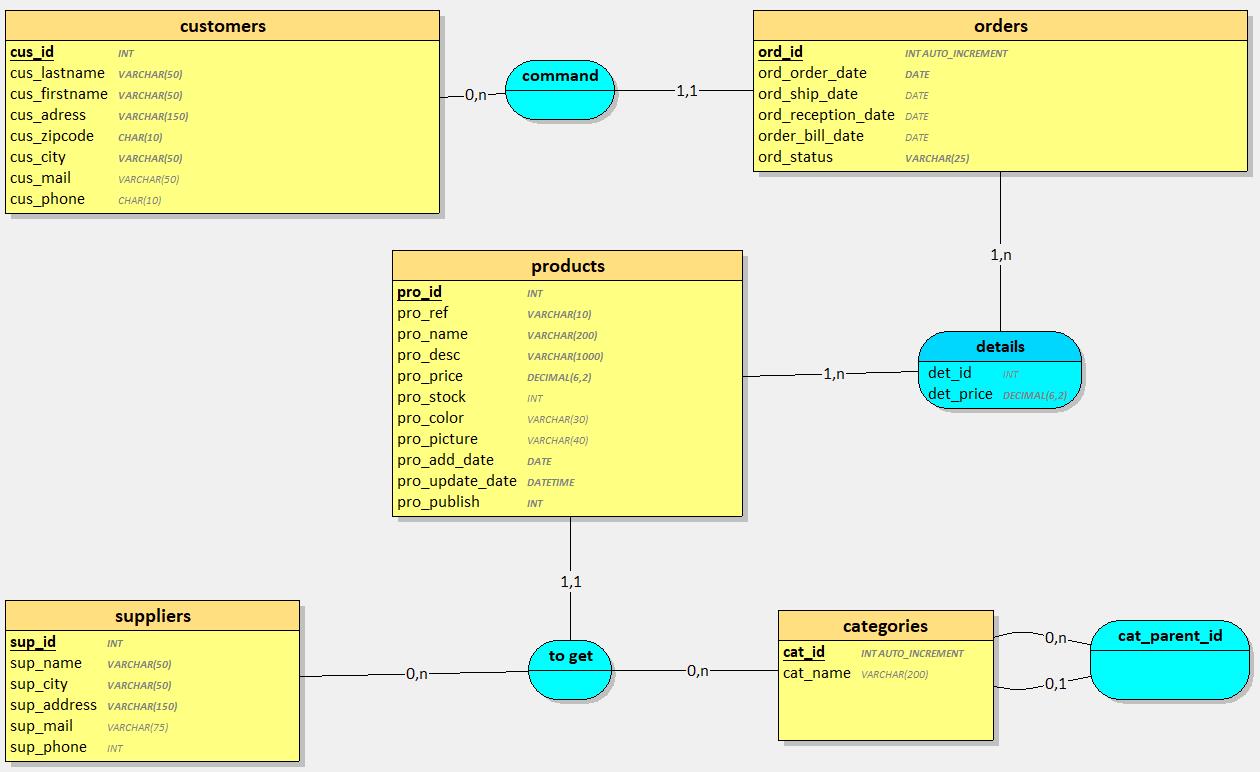 customers
cus_id INT
cus_lastname VARCHAR(50)
cus_firstname VARCHAR(50)
cus_adress VARCHAR(150)
cus_zipcode CHAR(10)
cus_city VARCHAR(50)
cus_mail VARCHAR(50)
cus_phone CHAR(10)
0,n
command
1,1
orders
ord_id INT AUTO_INCREMENT
ord_order_date DATE
ord_ship_date DATE
ord_reception_date DATE
order_bill_date DATE
ord_status VARCHAR(25)
1,n
products
pro_id INT
pro_ref VARCHAR(10)
pro_name VARCHAR(200)
pro_desc VARCHAR(1000)
pro_price DECIMAL(6,2)
pro_stock INT
pro_color VARCHAR(30)
pro_picture VARCHAR(40)
pro_add_date DATE
pro_update_date DATETIME
pro_publish INT
1,n
details
det_id INT
det_price DECIMAL(6,2)
1,1
suppliers
sup_id INT
sup_name VARCHAR(50)
sup_city VARCHAR(50)
sup_address VARCHAR(150)
sup_mail VARCHAR(75)
sup_phone INT
0,n
to get
0,n
categories
cat_id INT AUTO_INCREMENT
cat_name VARCHAR(200)
0,n
0,1
cat_parent_id